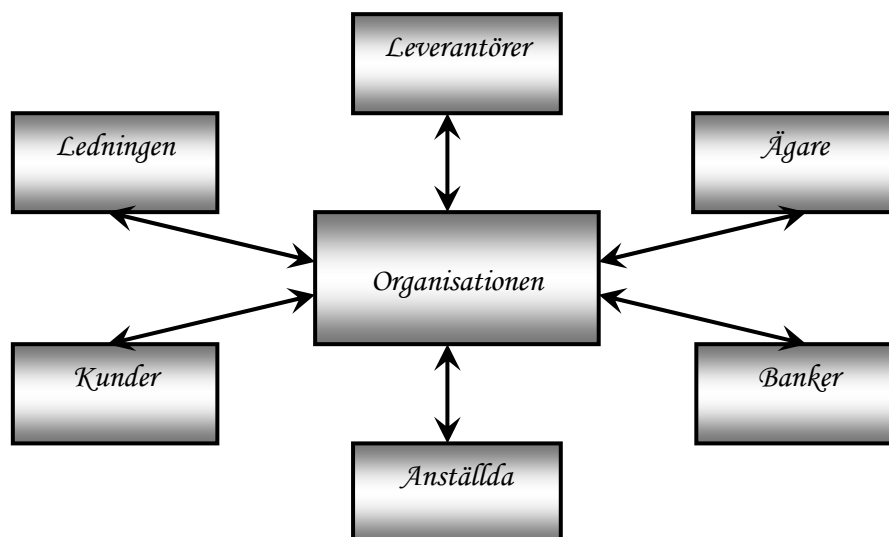 Leverantörer
Ledningen
Ägare
Organisationen
Kunder
Banker
Anställda